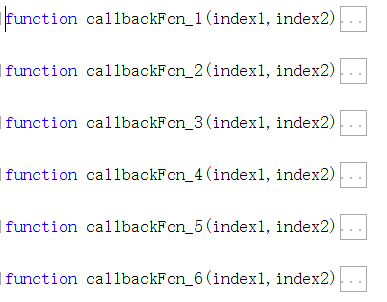 function callbackFcn_1(index1, index2)...
function callbackFcn_2(index1, index2)...
function callbackFcn_3(index1, index2)...
function callbackFcn_4(index1, index2)...
function callbackFcn_5(index1, index2)...
function callbackFcn_6(index1, index2)...